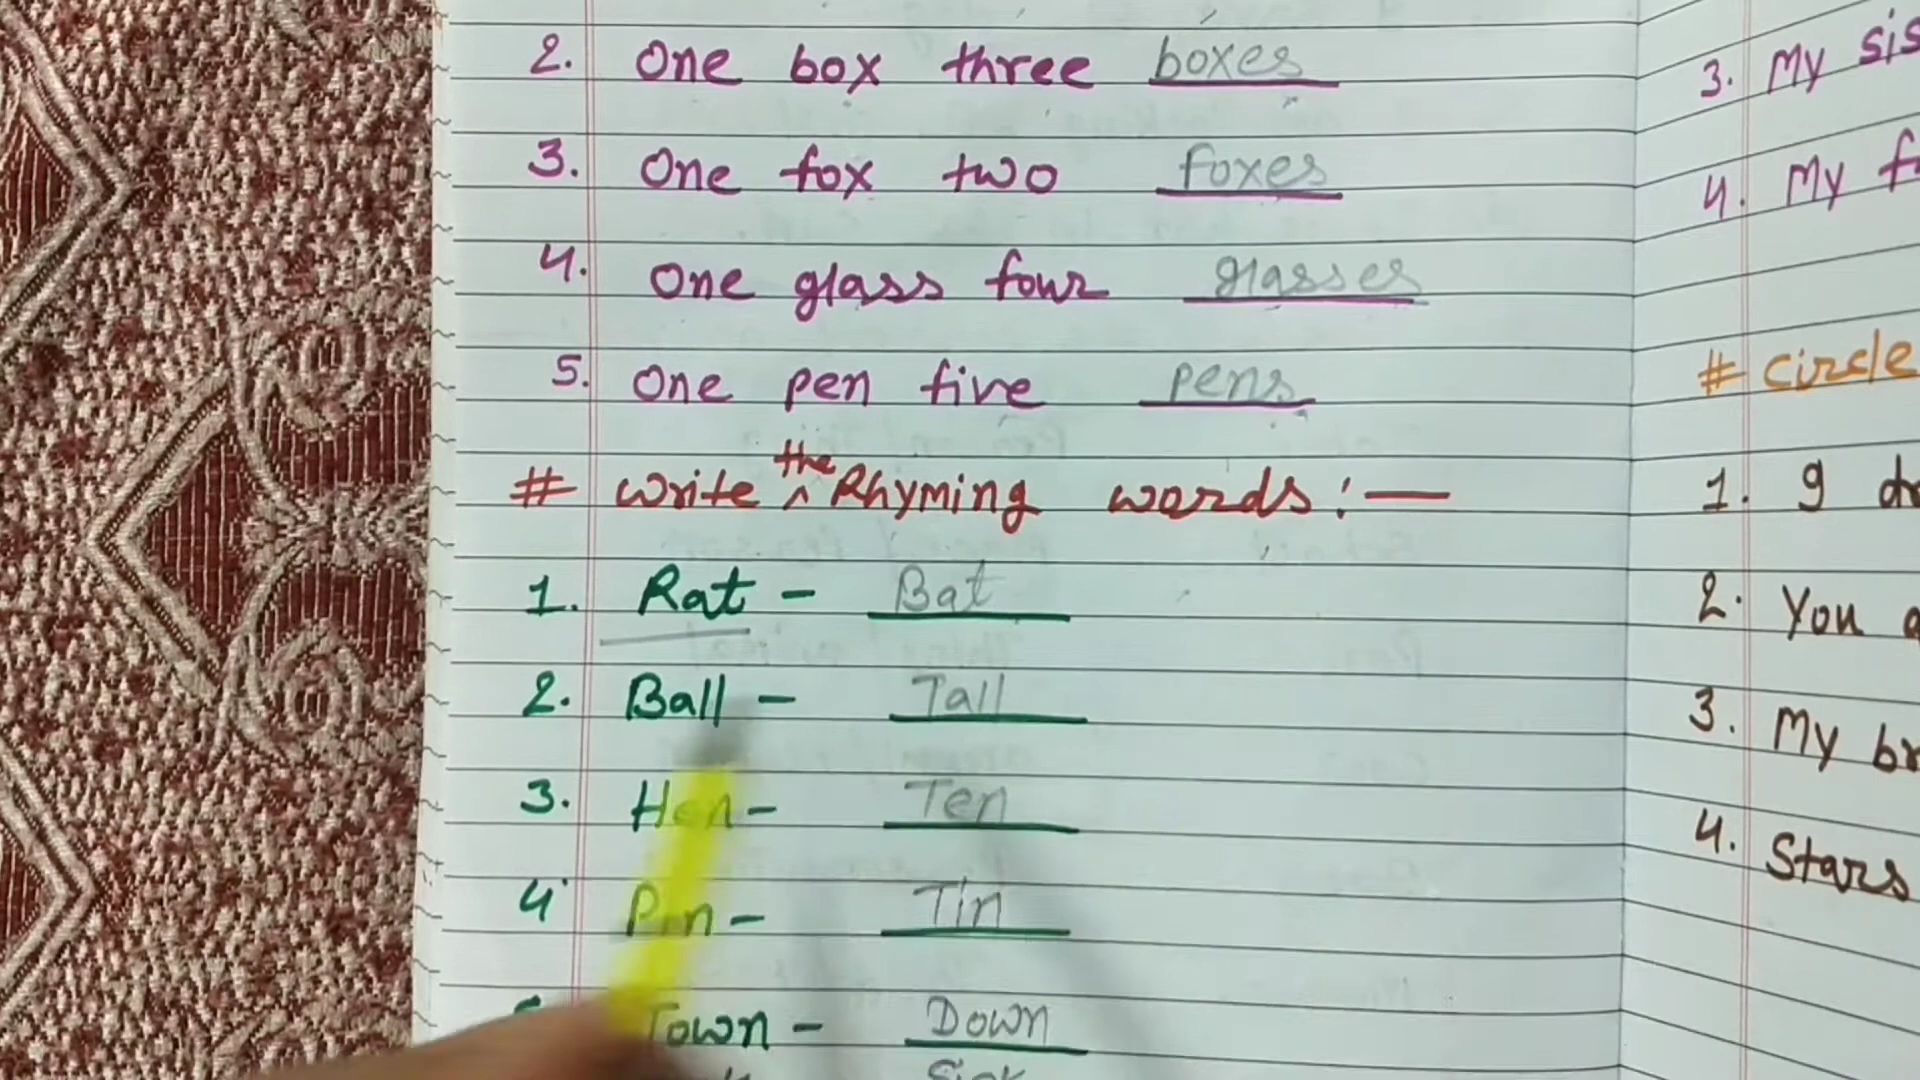 2. One box three boxes
3. One fox two foxes
4. One glass four glasses
5. One pen five pens
# Write the Rhyming words :—
1. Rat - Bat
2. Ball - Tall
3. Hen - Ten
4. Pin - Tin
Town - Down
3. My sis
4. My f
# Circle
1. I
2. You
3. My br
4. Stars